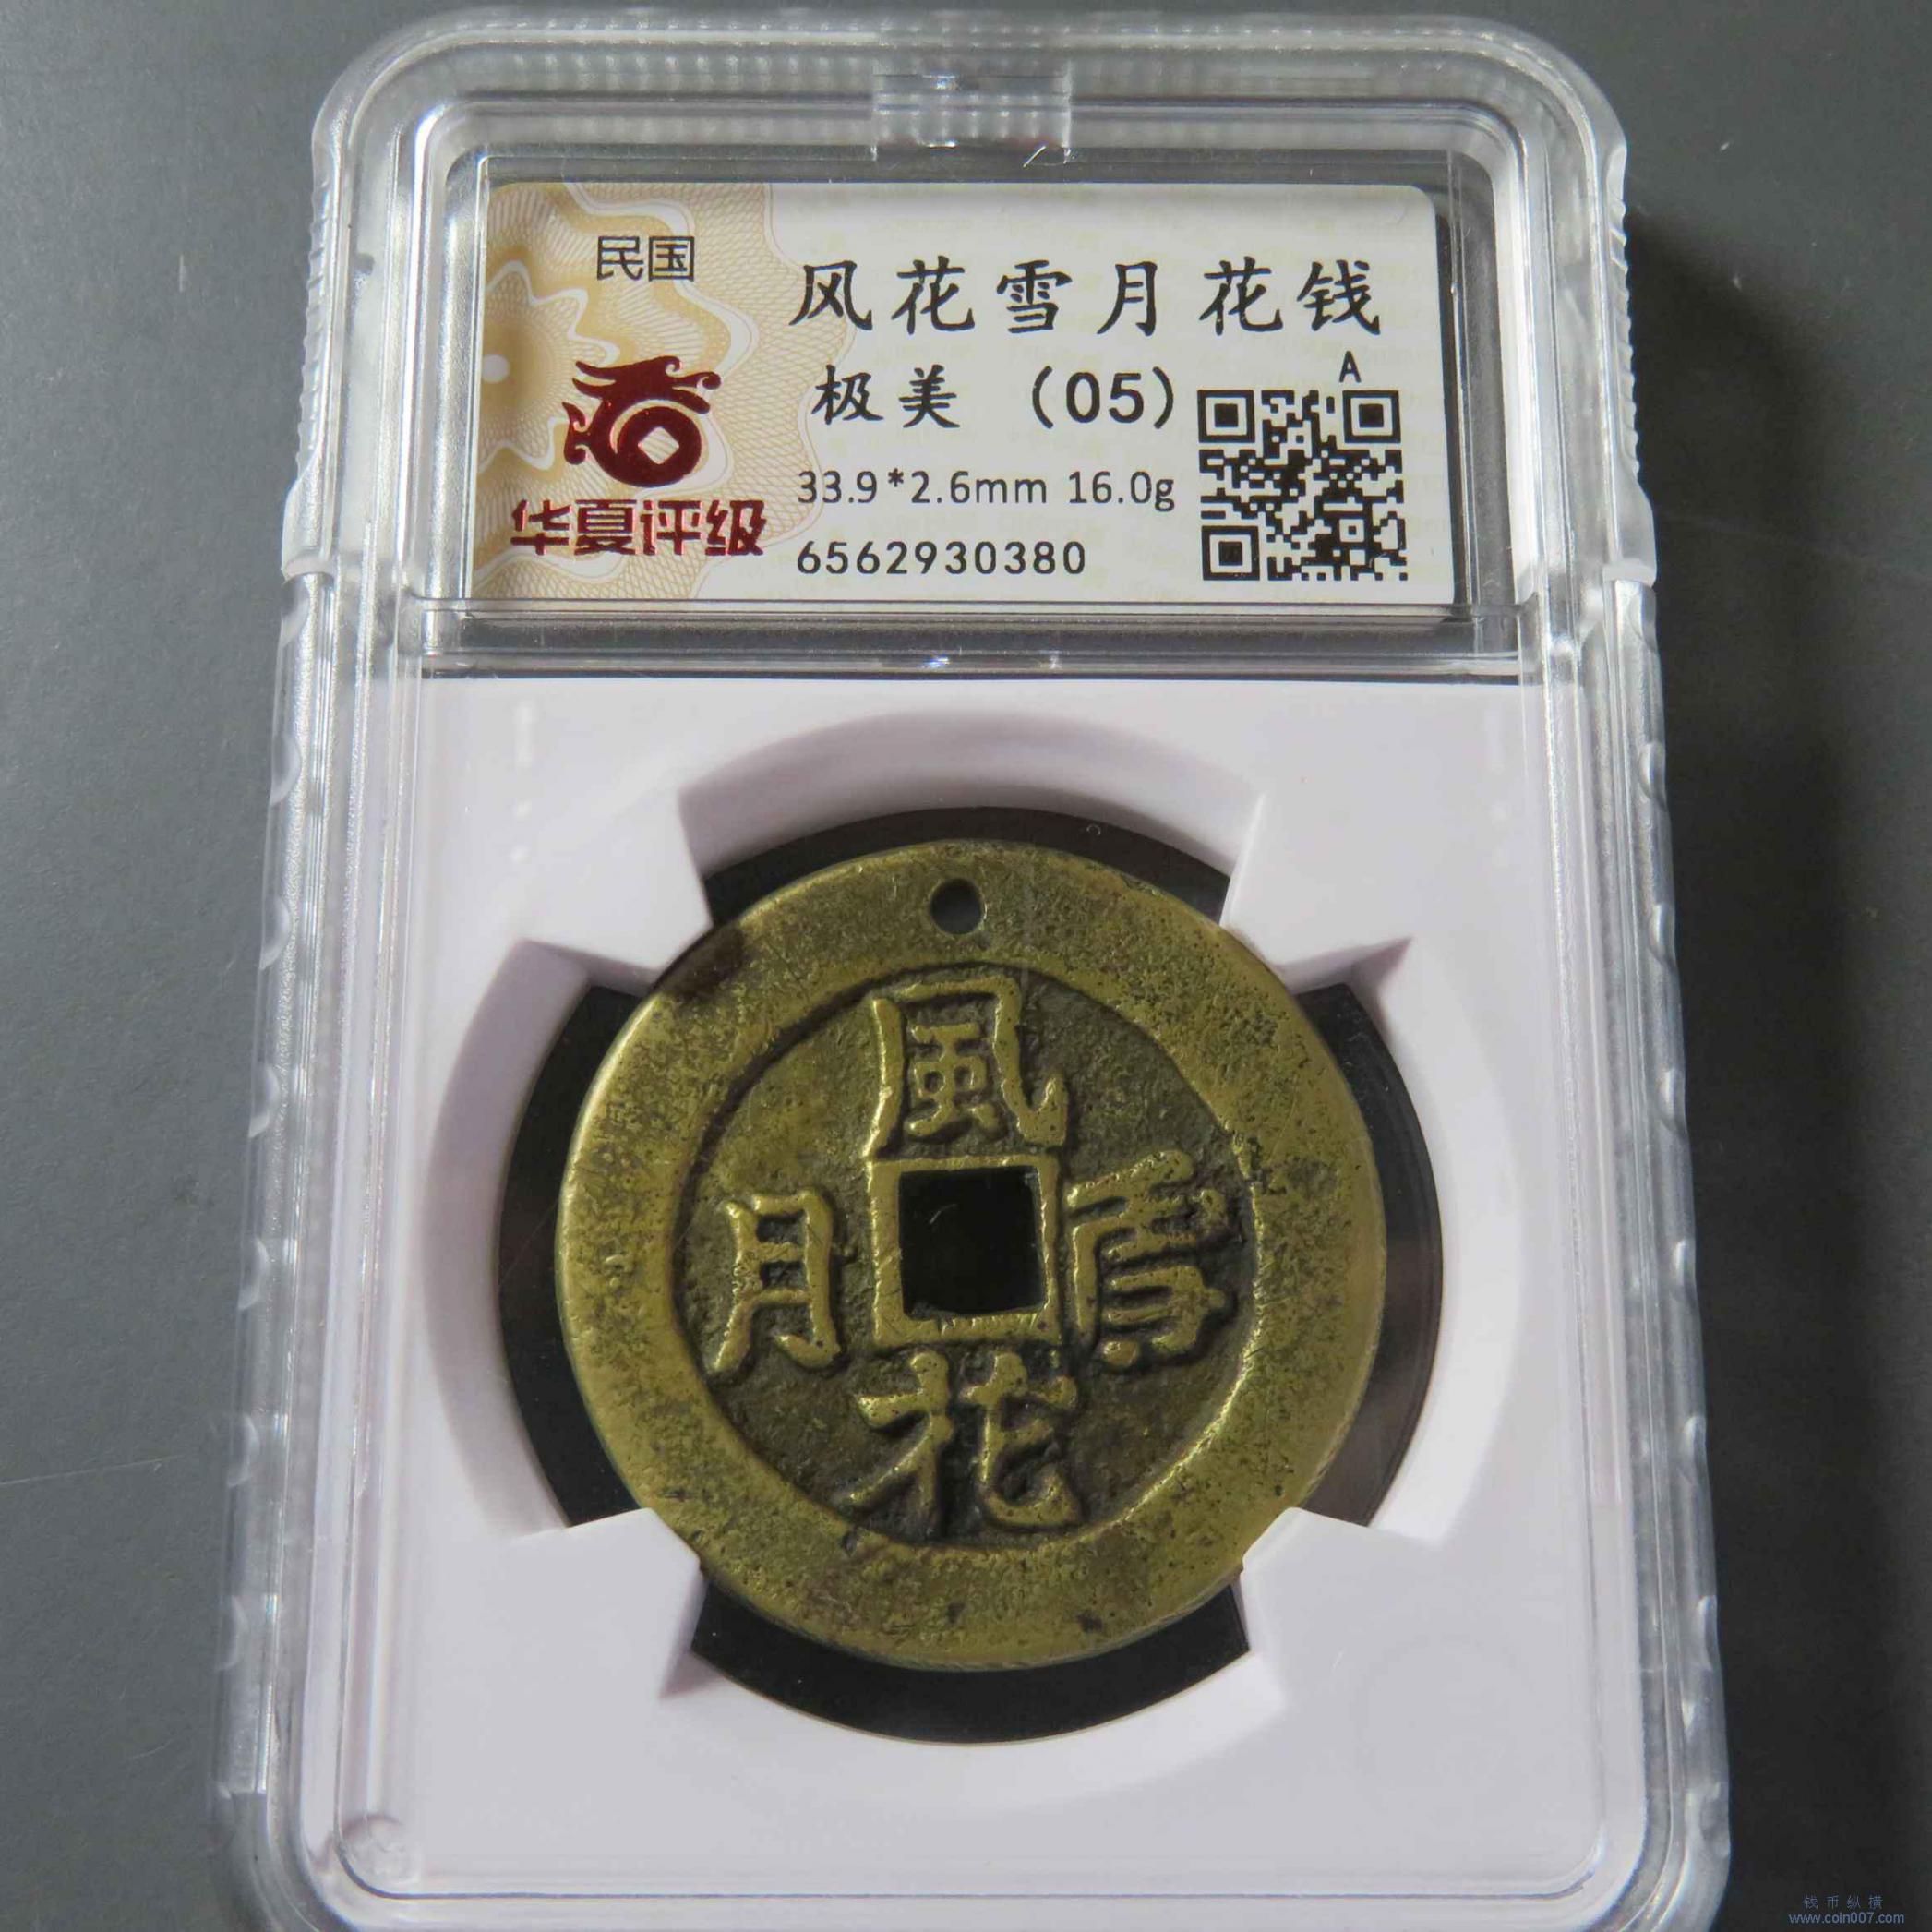 民国
华夏评级
风花雪月花钱
极美 (05)
A
33.9*2.6mm 16.0g
6562930380
風
月 雪
花
钱币纵横
www.coin007.com